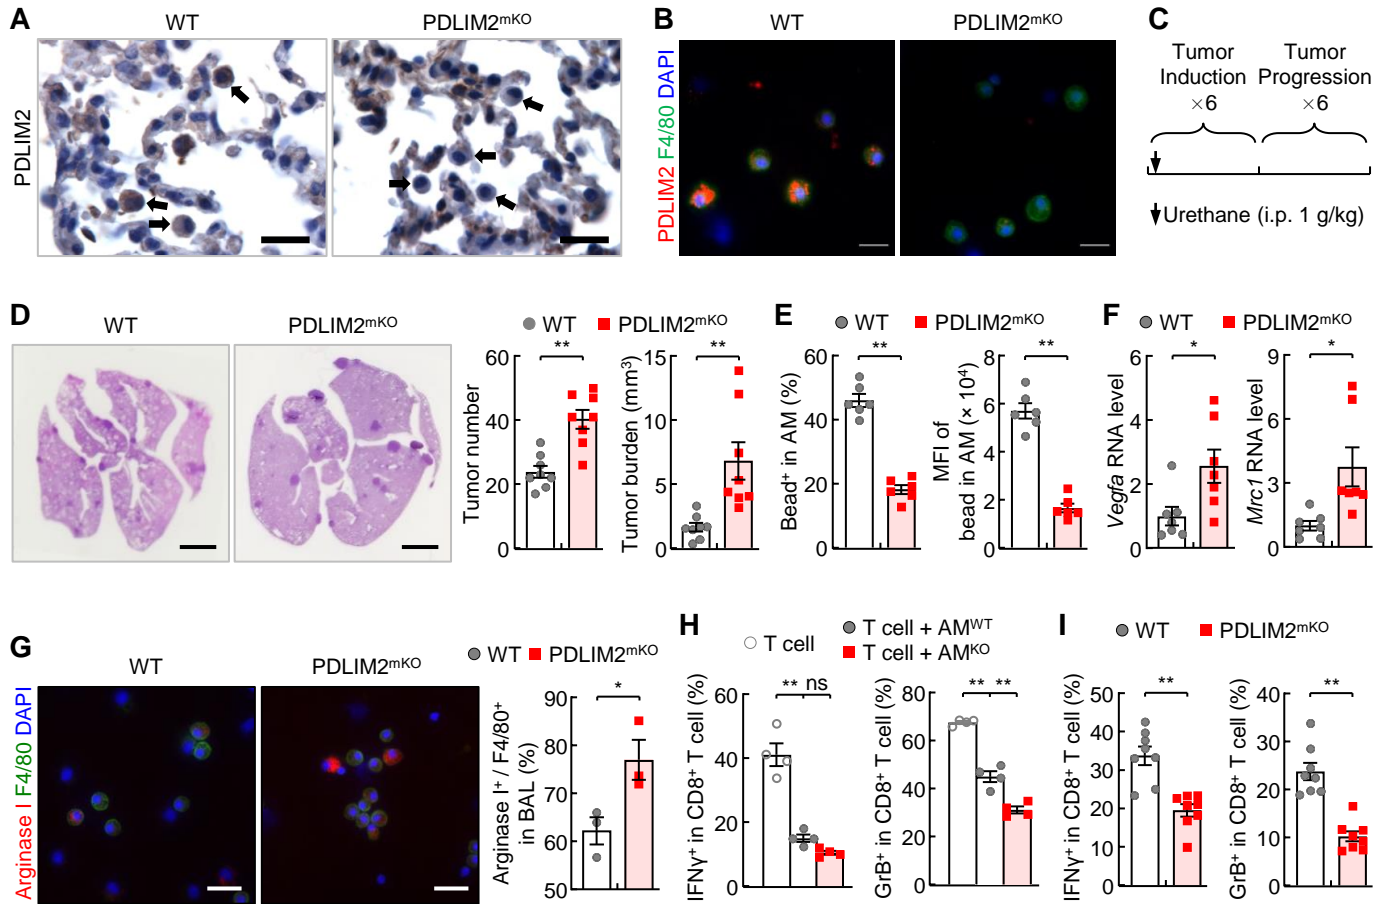 A
WT
PDLIM2mKO
PDLIM2
B
WT
PDLIM2mKO
PDLIM2 F4/80 DAPI
C
Tumor Induction
×6
Tumor Progression
×6
Urethane (i.p. 1 g/kg)
D
WT
PDLIM2mKO
WT
PDLIM2mKO
Tumor number
60
40
20
0
**
Tumor burden (mm3)
15
10
5
0
**
E
WT
PDLIM2mKO
Bead+ in AM (%)
60
40
20
0
**
MFI of
bead in AM (× 104)
8
6
4
2
0
**
F
WT
PDLIM2mKO
Vegfa RNA level
6
4
2
0
*
Mrc1 RNA level
9
6
3
0
*
G
WT
PDLIM2mKO
Arginase I F4/80 DAPI
WT
PDLIM2mKO
Arginase I+ / F4/80+
in BAL (%)
90
80
70
60
50
*
H
T cell
T cell + AMWT
T cell + AMKO
IFNγ+ in CD8+ T cell (%)
60
40
20
0
**
ns
GrB+ in CD8+ T cell (%)
80
60
40
20
0
**
**
I
WT
PDLIM2mKO
IFNγ+ in CD8+ T cell (%)
50
40
30
20
10
0
**
GrB+ in CD8+ T cell (%)
40
30
20
10
0
**